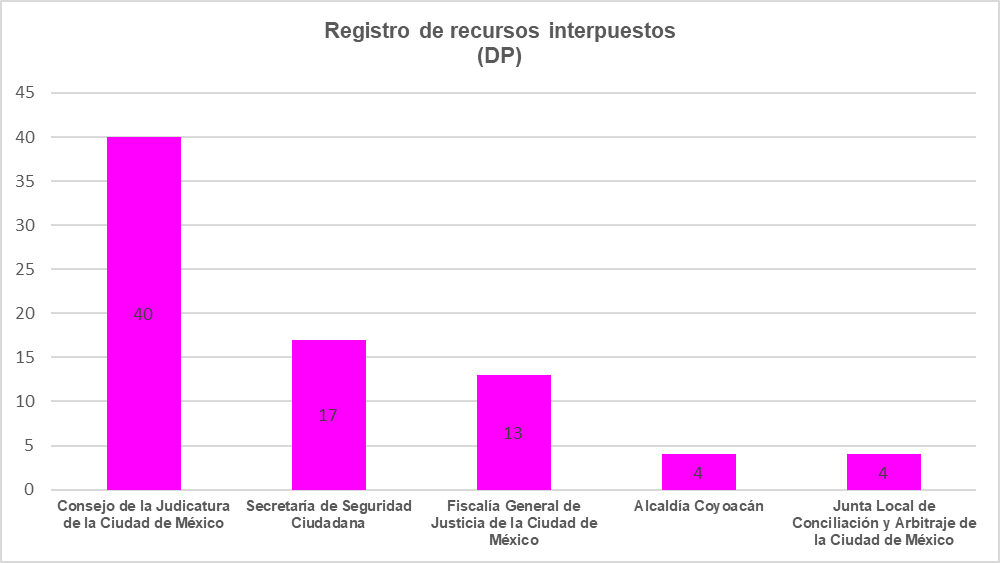 Registro de recursos interpuestos
(DP)
45
40
35
30
25
20
15
10
5
0
40
17
13
4
4
Consejo de la Judicatura
de la Ciudad de México
Secretaría de Seguridad
Ciudadana
Fiscalía General de
Justicia de la Ciudad de
México
Alcaldía Coyoacán
Junta Local de
Conciliación y Arbitraje de
la Ciudad de México